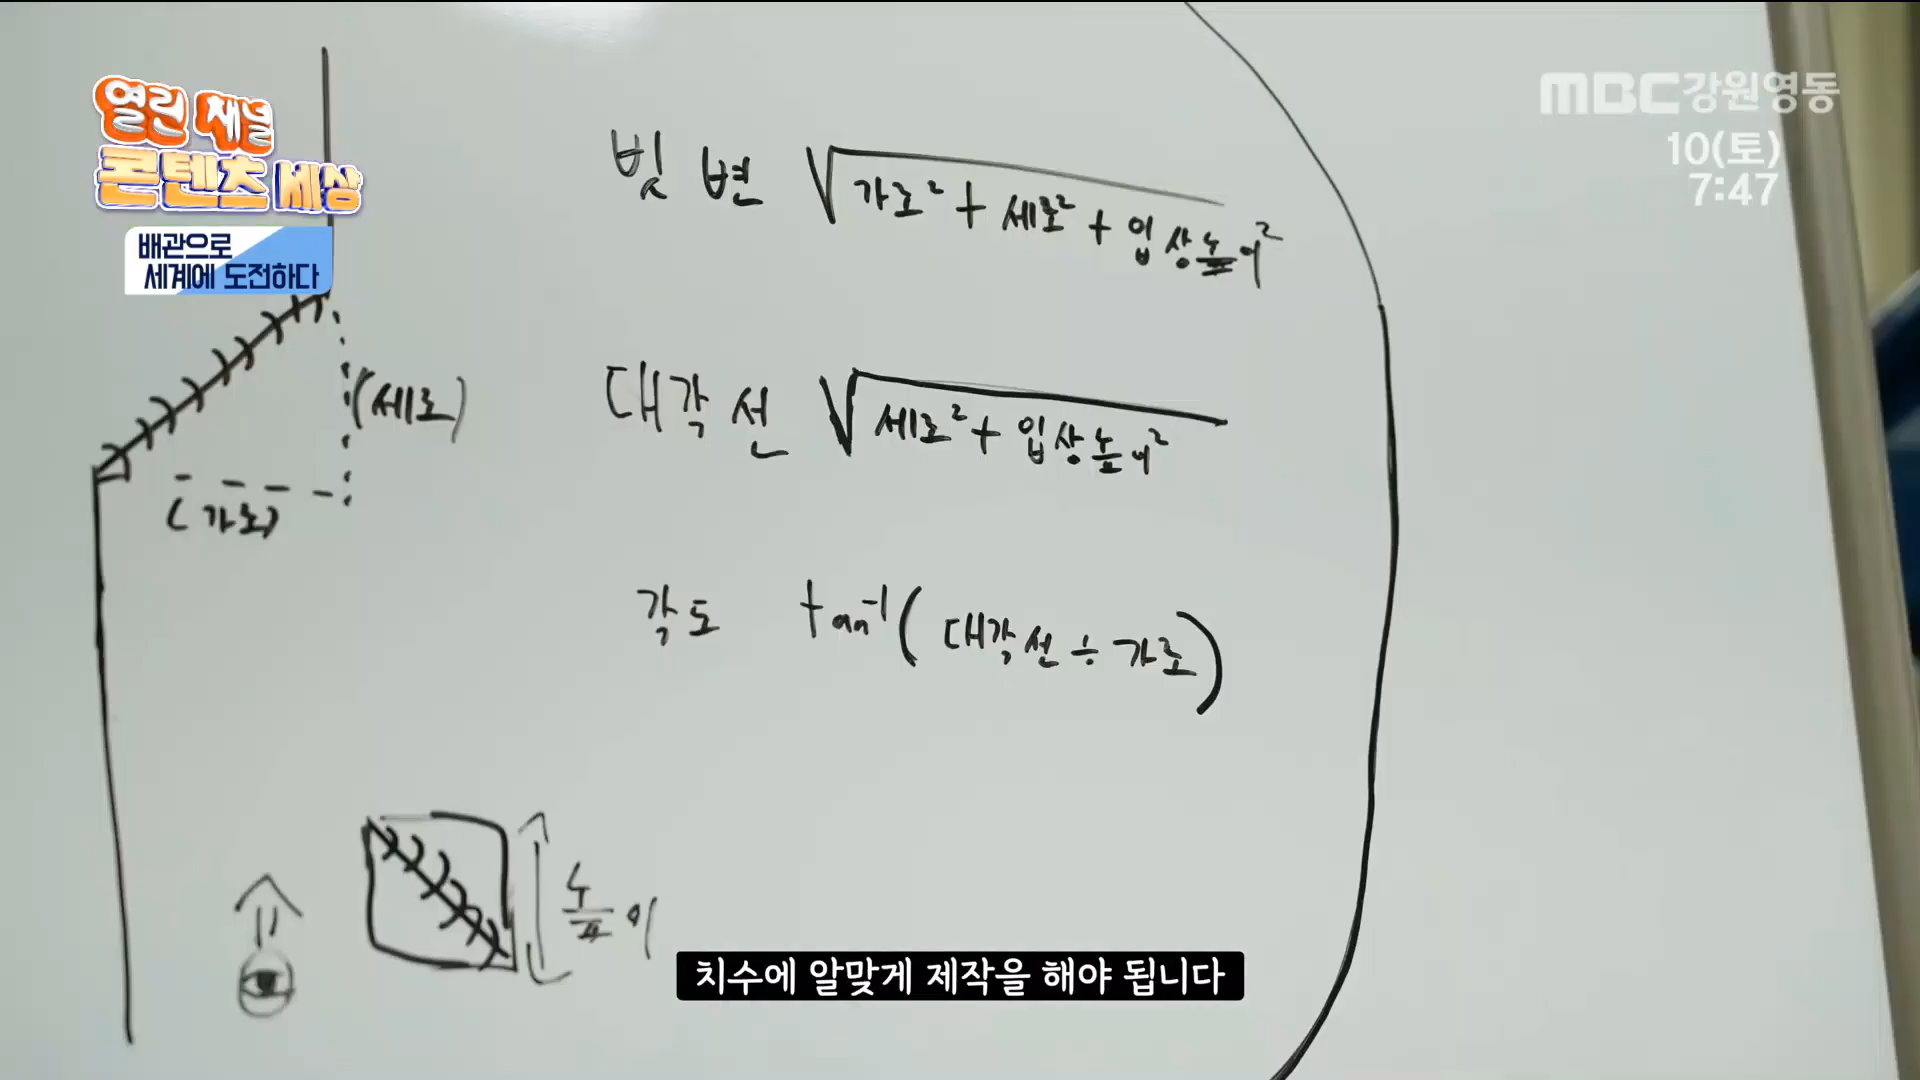 열린 채널
콘텐츠 세상
배관으로
세계에 도전하다
MBC강원영동
10(토)
7:47
빗변 √가로² + 세로² + 입상높이²
대각선 √세로² + 입상높이²
각도 tan⁻¹(대각선 ÷ 가로)
(세로)
(가로)
높이
치수에 알맞게 제작을 해야 됩니다